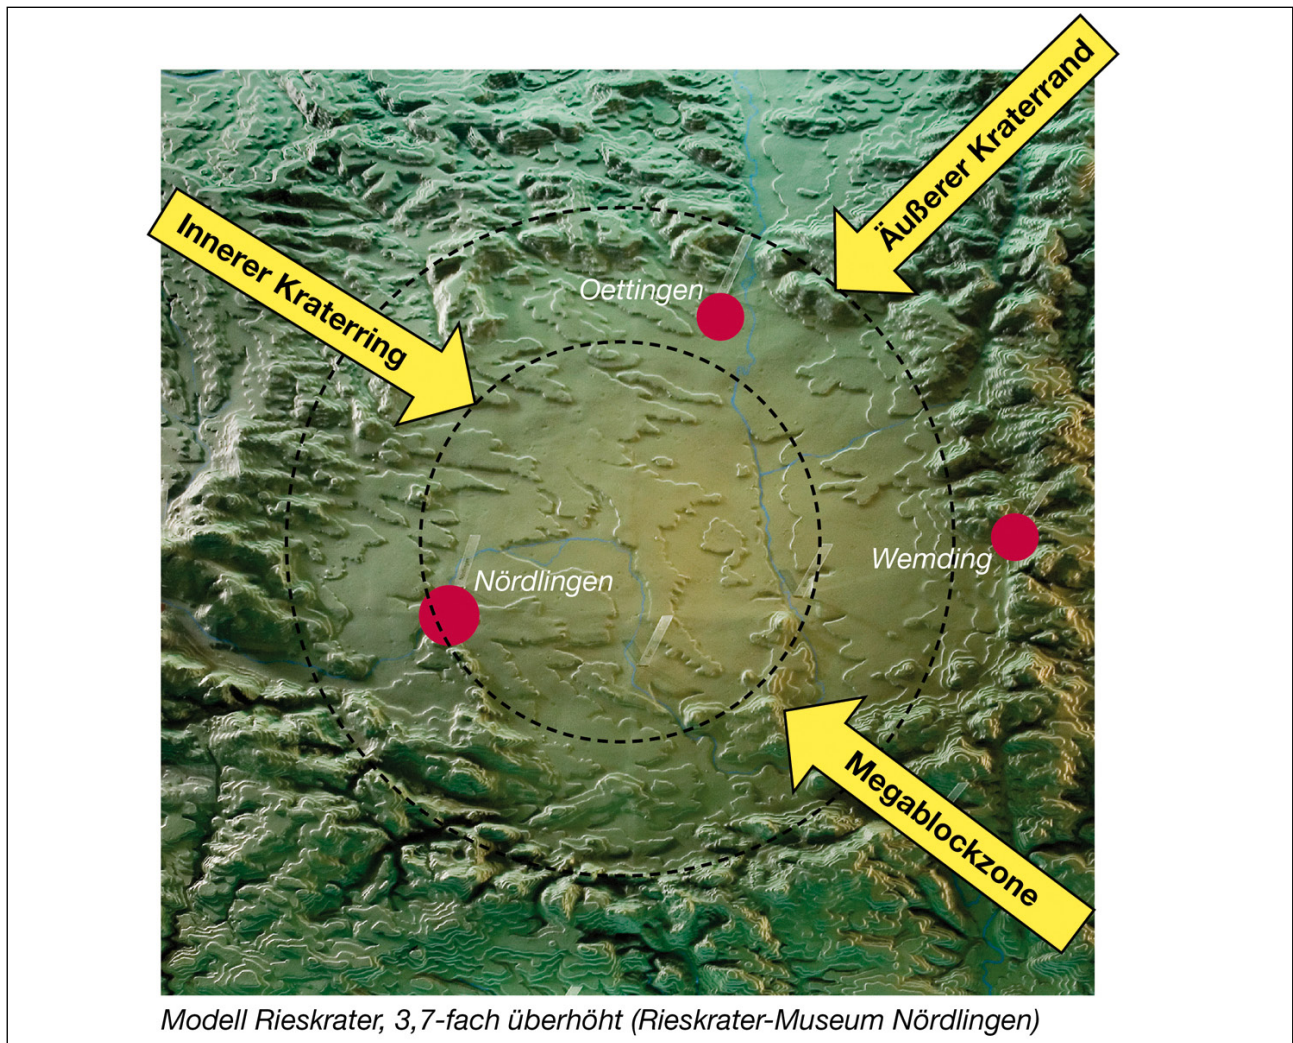 Äußerer Kraterrand
Innerer Kraterring
Oettingen
Wemding
Nördlingen
Megablockzone
Modell Rieskrater, 3,7-fach überhöht (Rieskrater-Museum Nördlingen)